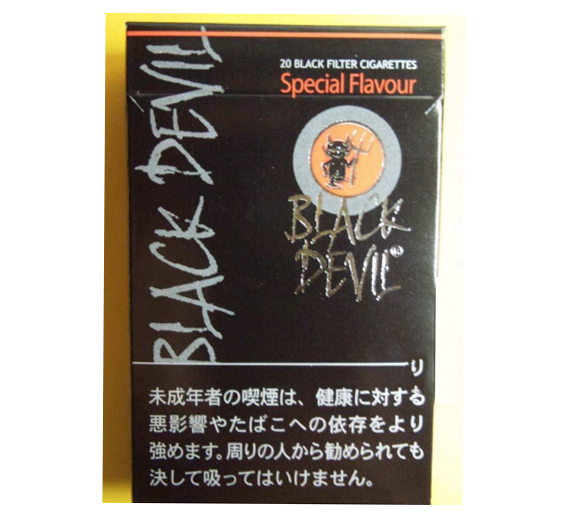 BLACK DEVIL
20 BLACK FILTER CIGARETTES
Special Flavour
BLACK
DEVIL®
り
未成年者の喫煙は、健康に対する
悪影響やたばこへの依存をより
強めます。周りの人から勧められても
決して吸ってはいけません。